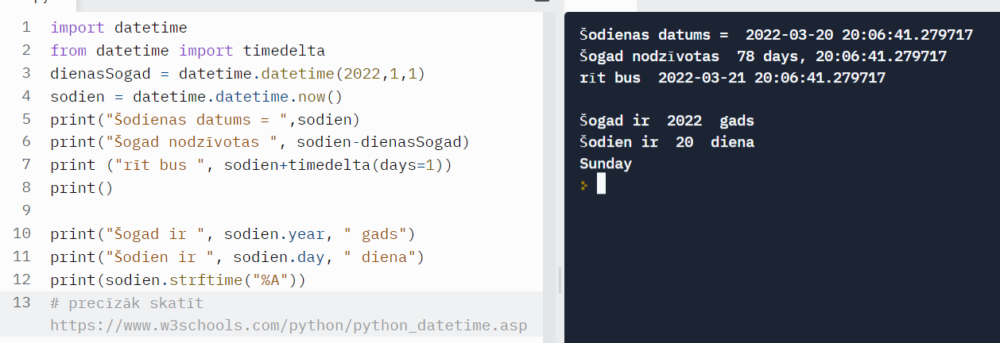 1 import datetime
2 from datetime import timedelta
3 dienasSogad = datetime.datetime(2022,1,1)
4 sodien = datetime.datetime.now()
5 print("Šodienas datums = ",sodien)
6 print("Šogad nodzīvotas ", sodien-dienasSogad)
7 print ("rīt bus ", sodien+timedelta(days=1))
8 print()
9
10 print("Šogad ir ", sodien.year, " gads")
11 print("Šodien ir ", sodien.day, " diena")
12 print(sodien.strftime("%A"))
13 # precīzāk skatīt
https://www.w3schools.com/python/python_datetime.asp
Šodienas datums =  2022-03-20 20:06:41.279717
Šogad nodzīvotas  78 days, 20:06:41.279717
rīt bus  2022-03-21 20:06:41.279717
Šogad ir  2022  gads
Šodien ir  20  diena
Sunday